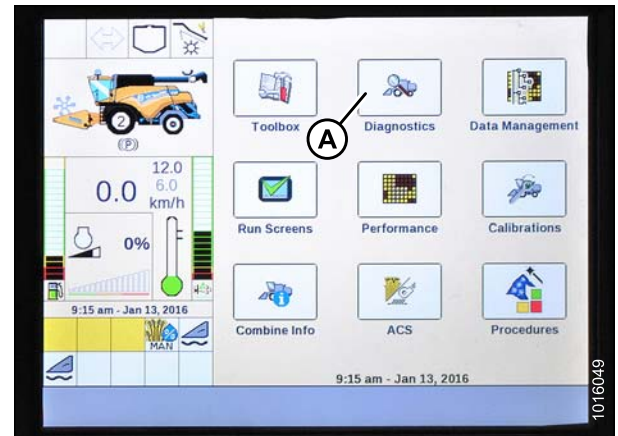 2
(P)
12.0
6.0
0.0 km/h
0%
E
9:15 am - Jan 13, 2016
%
MAN
Toolbox
Diagnostics
Data Management
A
Run Screens
Performance
Calibrations
Combine Info
ACS
Procedures
9:15 am - Jan 13, 2016
1016049